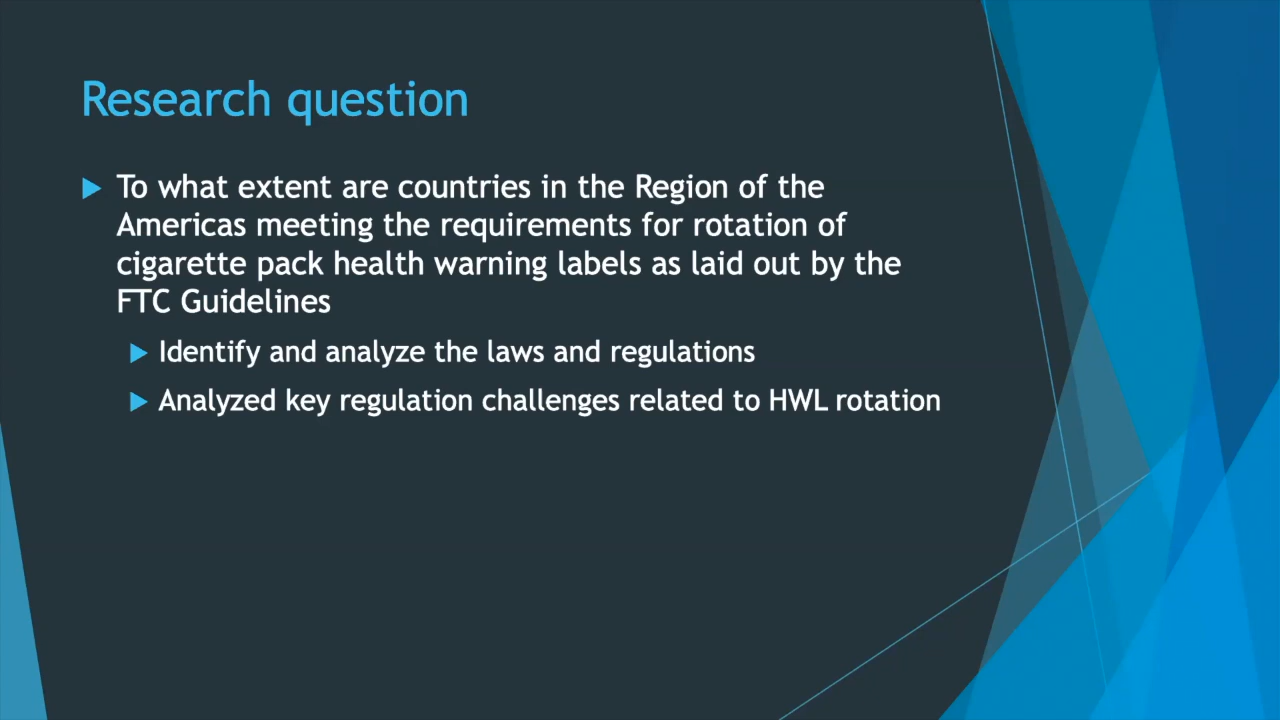 Research question
To what extent are countries in the Region of the
Americas meeting the requirements for rotation of
cigarette pack health warning labels as laid out by the
FTC Guidelines
Identify and analyze the laws and regulations
Analyzed key regulation challenges related to HWL rotation